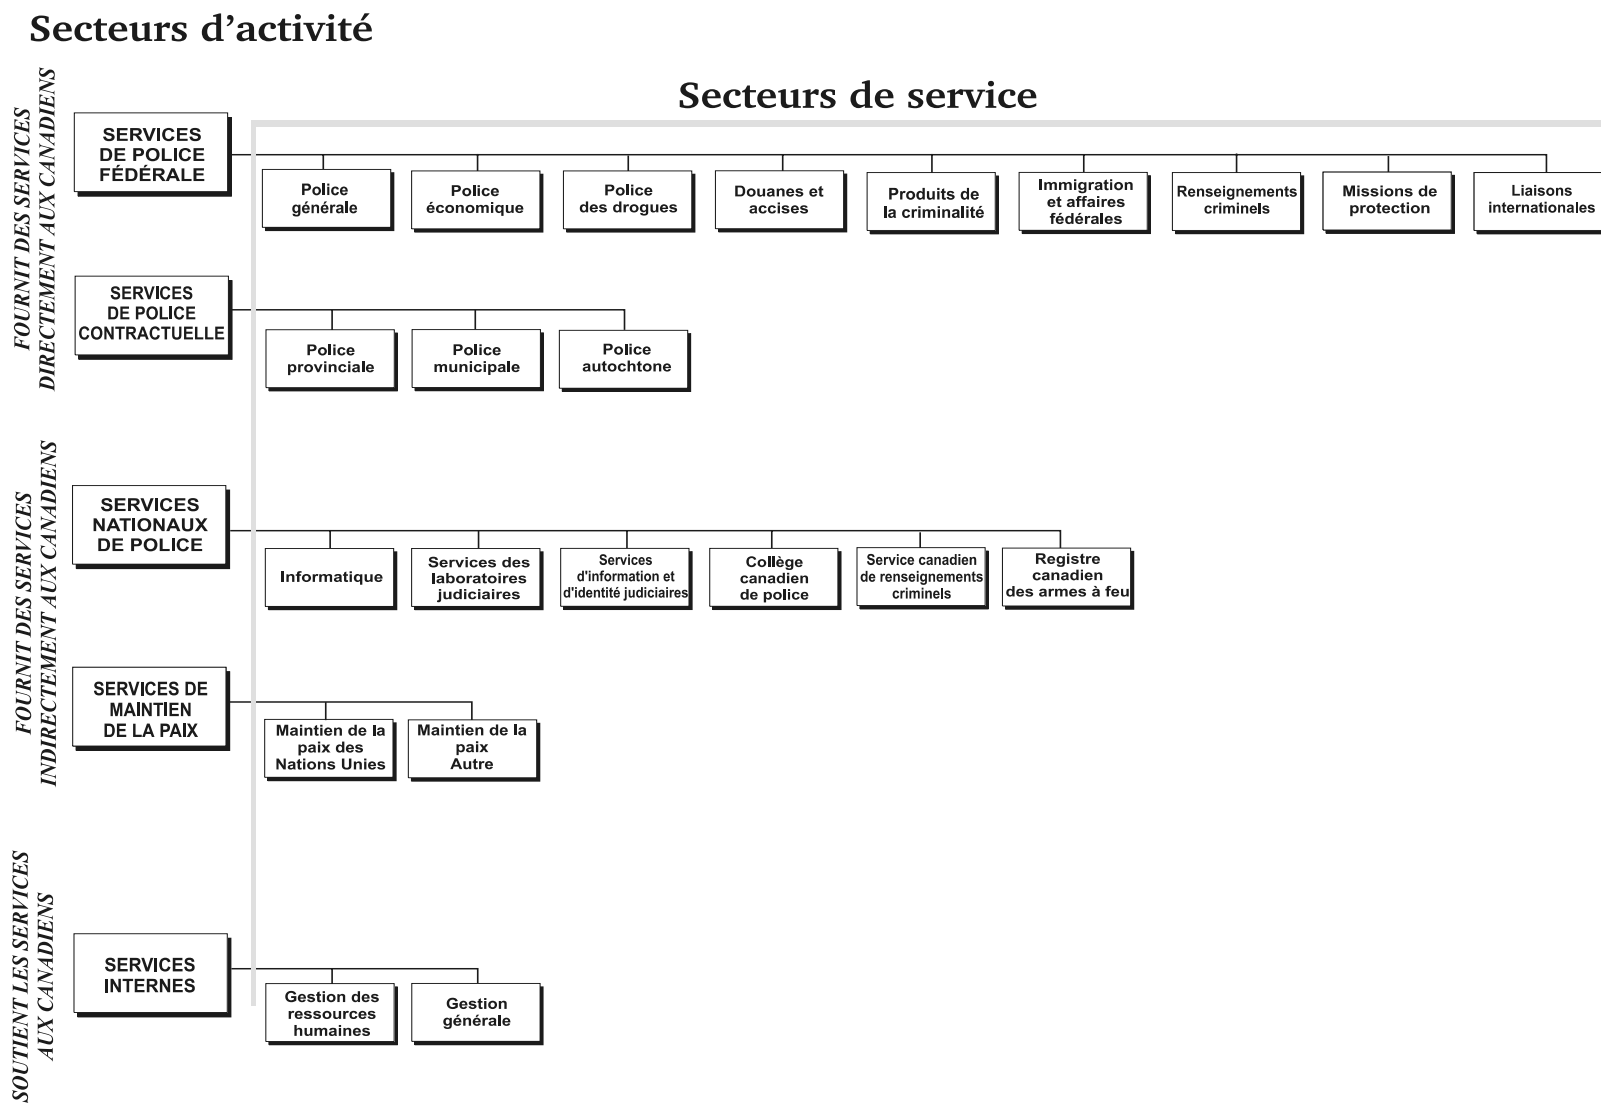 Secteurs d’activité
Secteurs de service
FOURNIT DES SERVICES
DIRECTEMENT AUX CANADIENS
SERVICES
DE POLICE
FÉDÉRALE
Police
générale
Police
économique
Police
des drogues
Douanes et
accises
Produits de
la criminalité
Immigration
et affaires
fédérales
Renseignements
criminels
Missions de
protection
Liaisons
internationales
SERVICES
DE POLICE
CONTRACTUELLE
Police
provinciale
Police
municipale
Police
autochtone
FOURNIT DES SERVICES
INDIRECTEMENT AUX CANADIENS
SERVICES
NATIONAUX
DE POLICE
Informatique
Services des
laboratoires
judiciaires
Services
d'information et
d'identité judiciaires
Collège
canadien
de police
Service canadien
de renseignements
criminels
Registre
canadien
des armes à feu
SERVICES DE
MAINTIEN
DE LA PAIX
Maintien de la
paix des
Nations Unies
Maintien de la
paix
Autre
SOUTIENT LES SERVICES
AUX CANADIENS
SERVICES
INTERNES
Gestion des
ressources
humaines
Gestion
générale